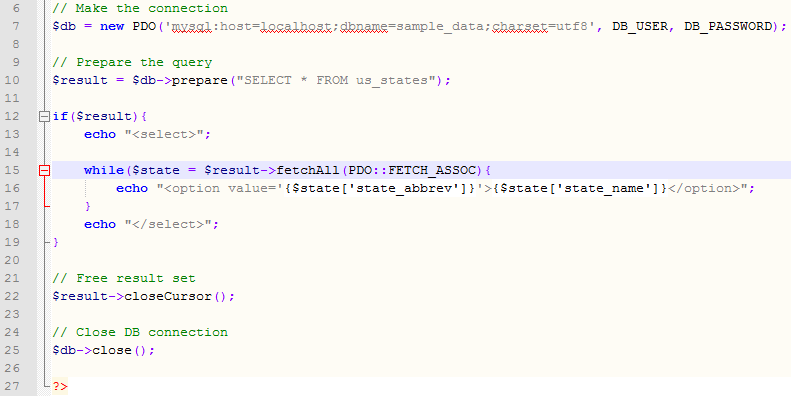 6 // Make the connection
7 $db = new PDO('mysql:host=localhost;dbname=sample_data;charset=utf8', DB_USER, DB_PASSWORD);
8
9 // Prepare the query
10 $result = $db->prepare("SELECT * FROM us_states");
11
12 if($result){
13 echo "<select>";
14
15 while($state = $result->fetchAll(PDO::FETCH_ASSOC){
16 echo "<option value='{$state['state_abbrev']}'>{$state['state_name']}</option>";
17 }
18 echo "</select>";
19 }
20
21 // Free result set
22 $result->closeCursor();
23
24 // Close DB connection
25 $db->close();
26
27 ?>